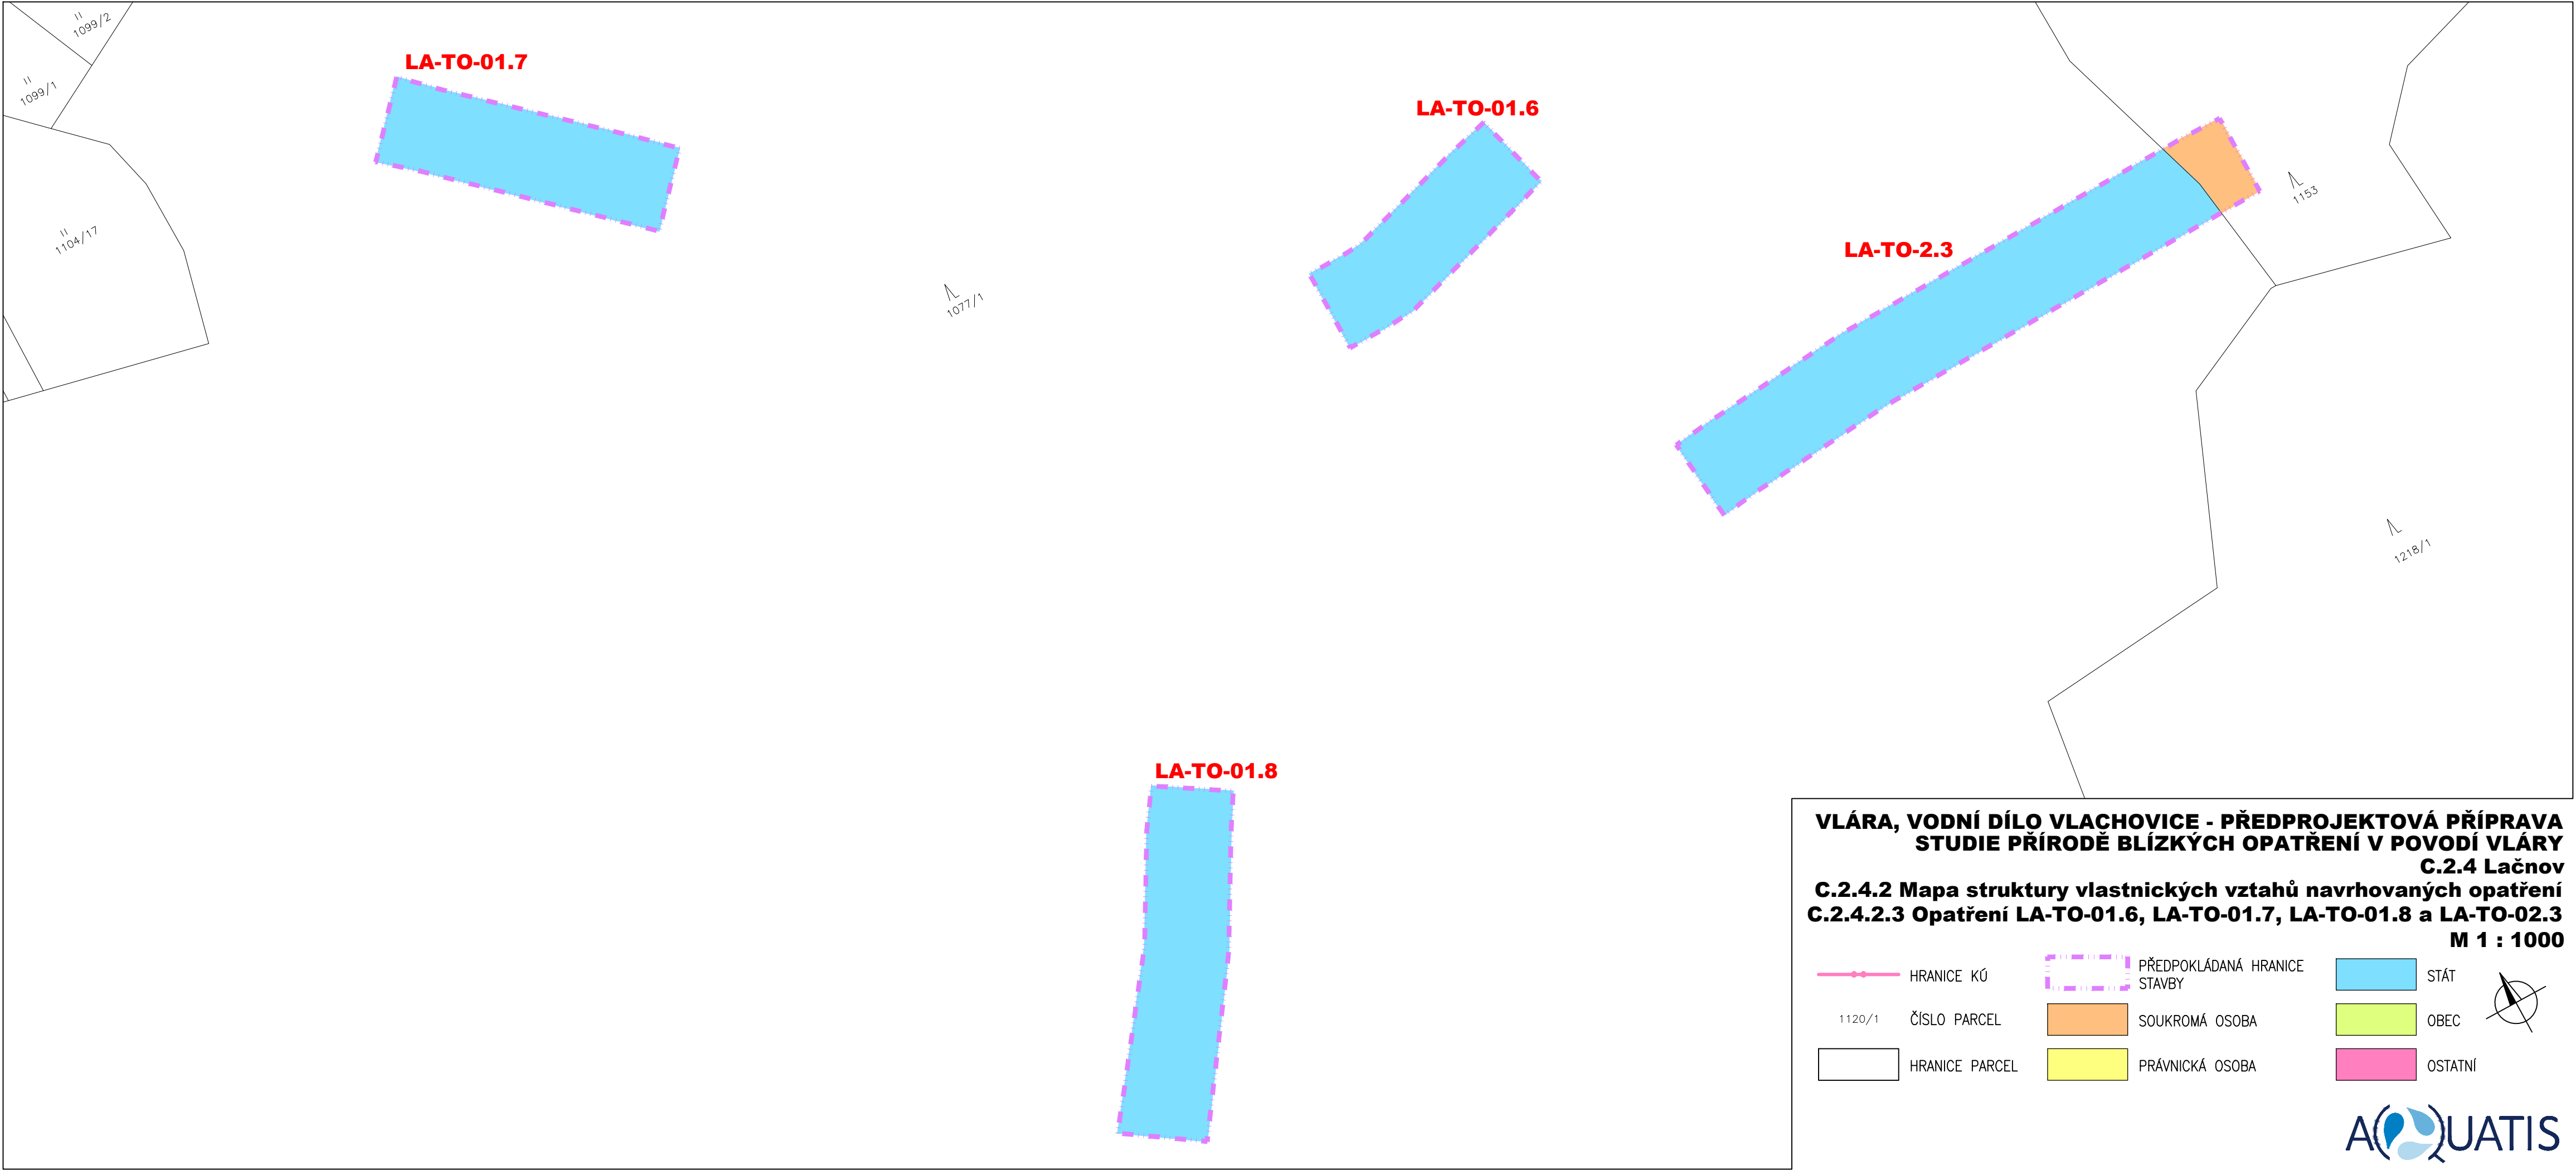 1099/2
1099/1
1104/17
LA-TO-01.7
1077/1
LA-TO-01.6
LA-TO-2.3
1153
1218/1
LA-TO-01.8
VLÁRA, VODNÍ DÍLO VLACHOVICE - PŘEDPROJEKTOVÁ PŘÍPRAVA
STUDIE PŘÍRODĚ BLÍZKÝCH OPATŘENÍ V POVODÍ VLÁRY
C.2.4 Lačnov
C.2.4.2 Mapa struktury vlastnických vztahů navrhovaných opatření
C.2.4.2.3 Opatření LA-TO-01.6, LA-TO-01.7, LA-TO-01.8 a LA-TO-02.3
M 1 : 1000
HRANICE KÚ
1120/1 ČÍSLO PARCEL
HRANICE PARCEL
PŘEDPOKLÁDANÁ HRANICE
STAVBY
SOUKROMÁ OSOBA
PRÁVNICKÁ OSOBA
STÁT
OBEC
OSTATNÍ
AQUATIS